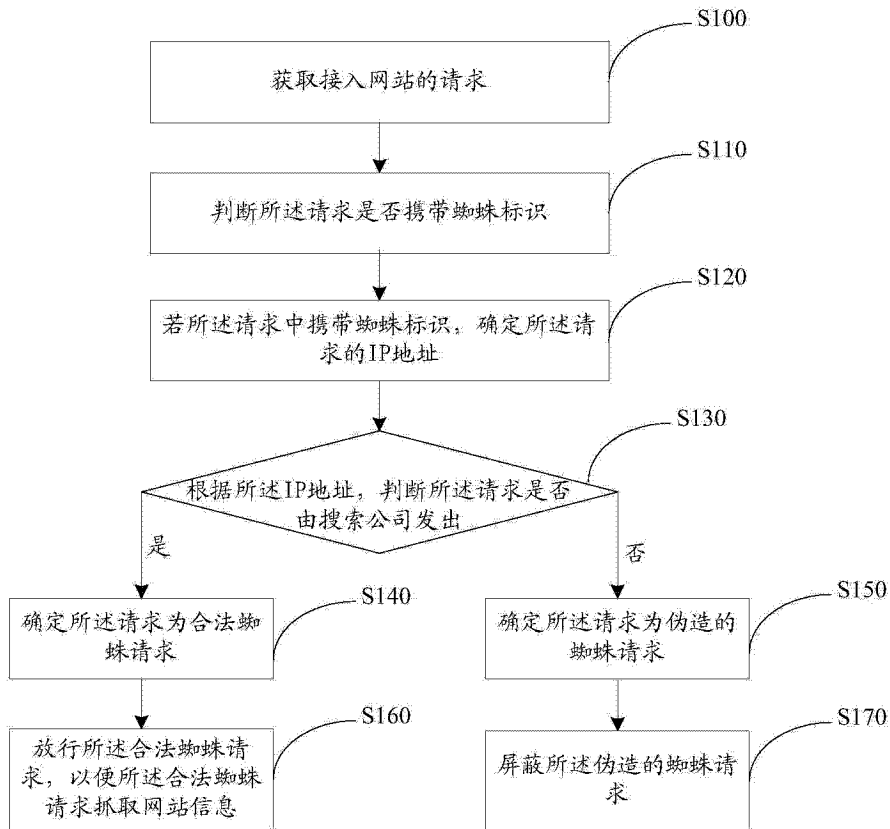 S100
获取接入网站的请求
S110
判断所述请求是否携带蜘蛛标识
S120
若所述请求中携带蜘蛛标识，确定所述请
求的IP地址
S130
根据所述IP地址，判断所述请求是否
由搜索公司发出
是
否
S140
确定所述请求为合法蜘
蛛请求
S150
确定所述请求为伪造的
蜘蛛请求
S160
放行所述合法蜘蛛请
求，以便所述合法蜘蛛
请求抓取网站信息
S170
屏蔽所述伪造的蜘蛛请
求